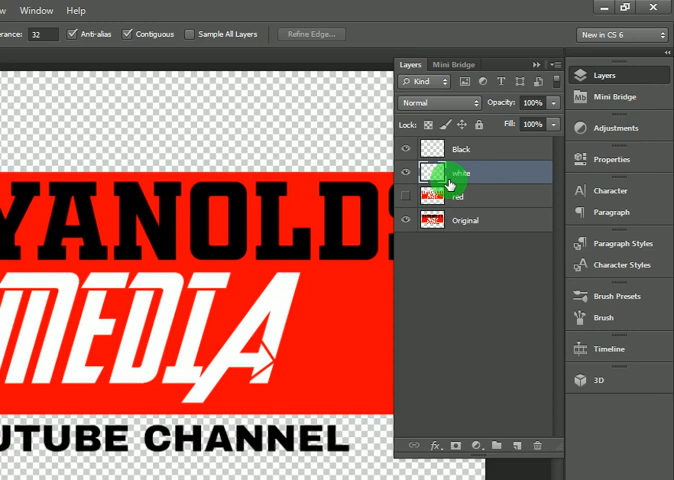 Window Help
32 Anti-alias Contiguous Sample All Layers Refine Edge... New in CS 6
Layers Mini Bridge
Kind
Normal Opacity: 100%
Lock: Fill: 100%
Black
white
red
Original
YANOLDS
MEDIA
UTUBE CHANNEL
Layers
Mb Mini Bridge
Adjustments
Properties
Character
Paragraph
Paragraph Styles
Character Styles
Brush Presets
Brush
Timeline
3D